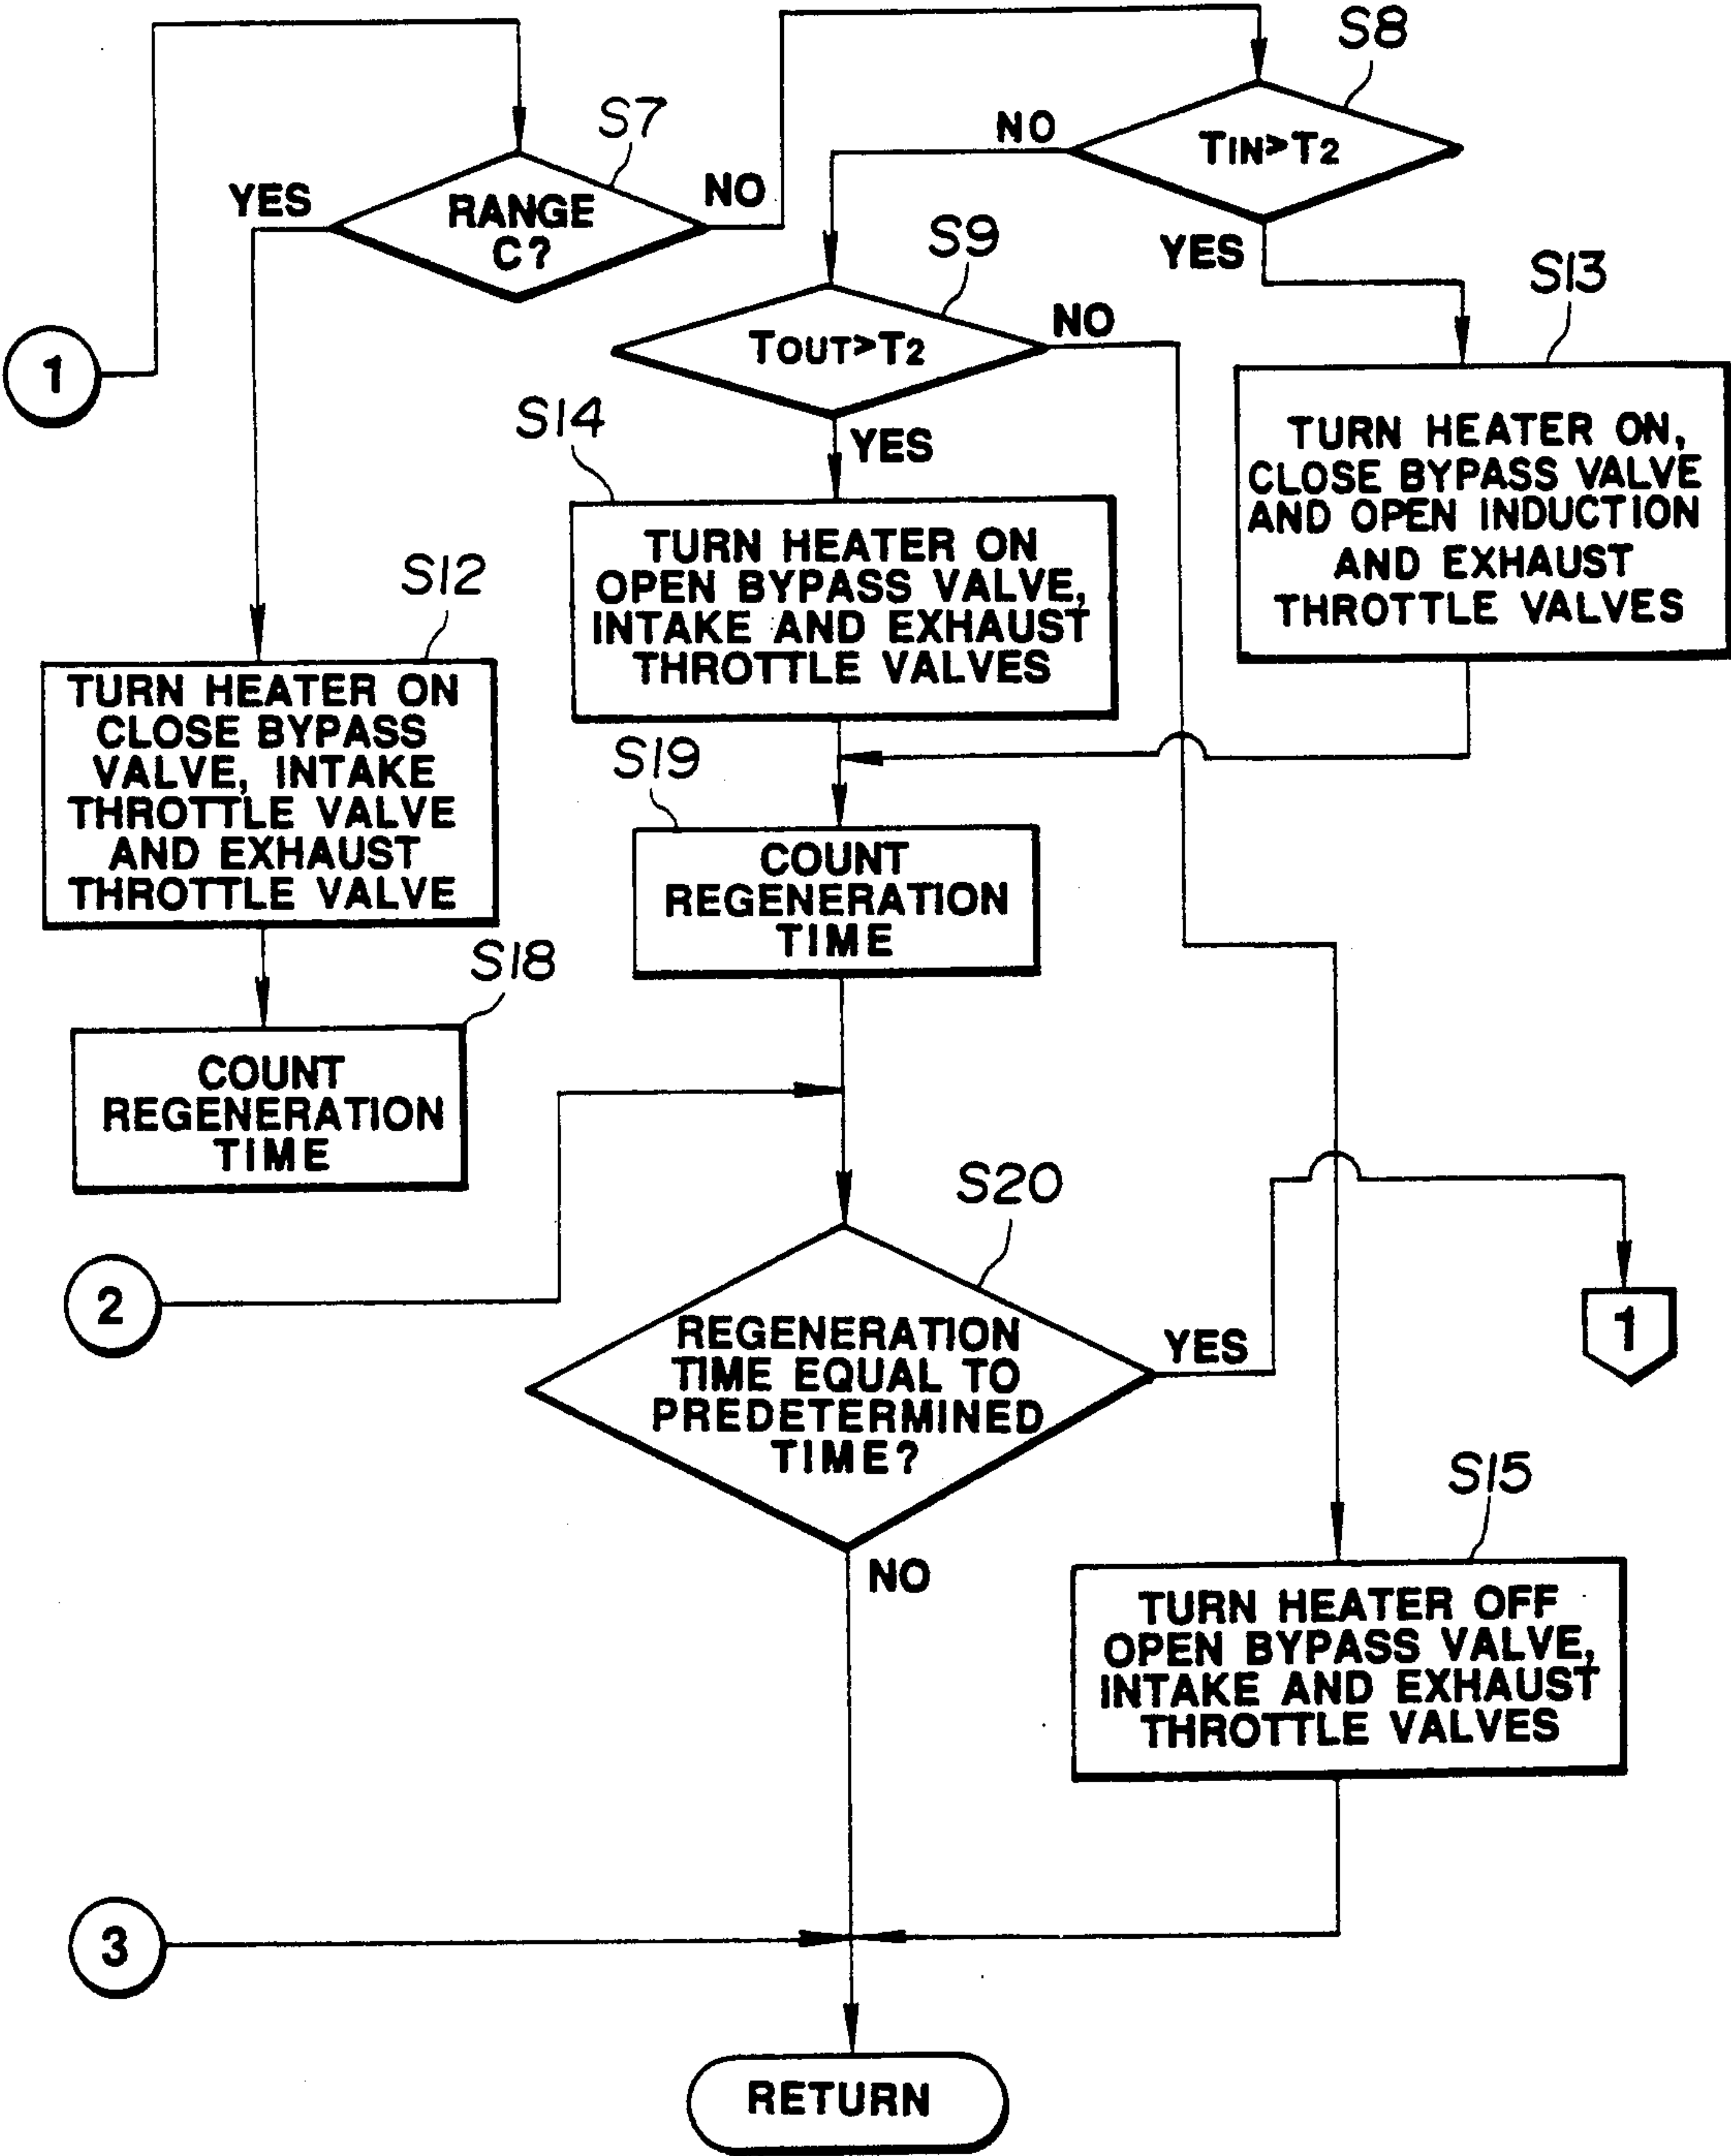 S7
RANGE
C?
YES
NO
S8
TIN>T2
NO
YES
S9
TOUT>T2
NO
YES
1
S13
TURN HEATER ON,
CLOSE BYPASS VALVE
AND OPEN INDUCTION
AND EXHAUST
THROTTLE VALVES
S14
TURN HEATER ON
OPEN BYPASS VALVE,
INTAKE AND EXHAUST
THROTTLE VALVES
S12
TURN HEATER ON
CLOSE BYPASS
VALVE, INTAKE
THROTTLE VALVE
AND EXHAUST
THROTTLE VALVE
S19
COUNT
REGENERATION
TIME
S18
COUNT
REGENERATION
TIME
2
S20
REGENERATION
TIME EQUAL TO
PREDETERMINED
TIME?
YES
NO
1
S15
TURN HEATER OFF
OPEN BYPASS VALVE,
INTAKE AND EXHAUST
THROTTLE VALVES
3
RETURN